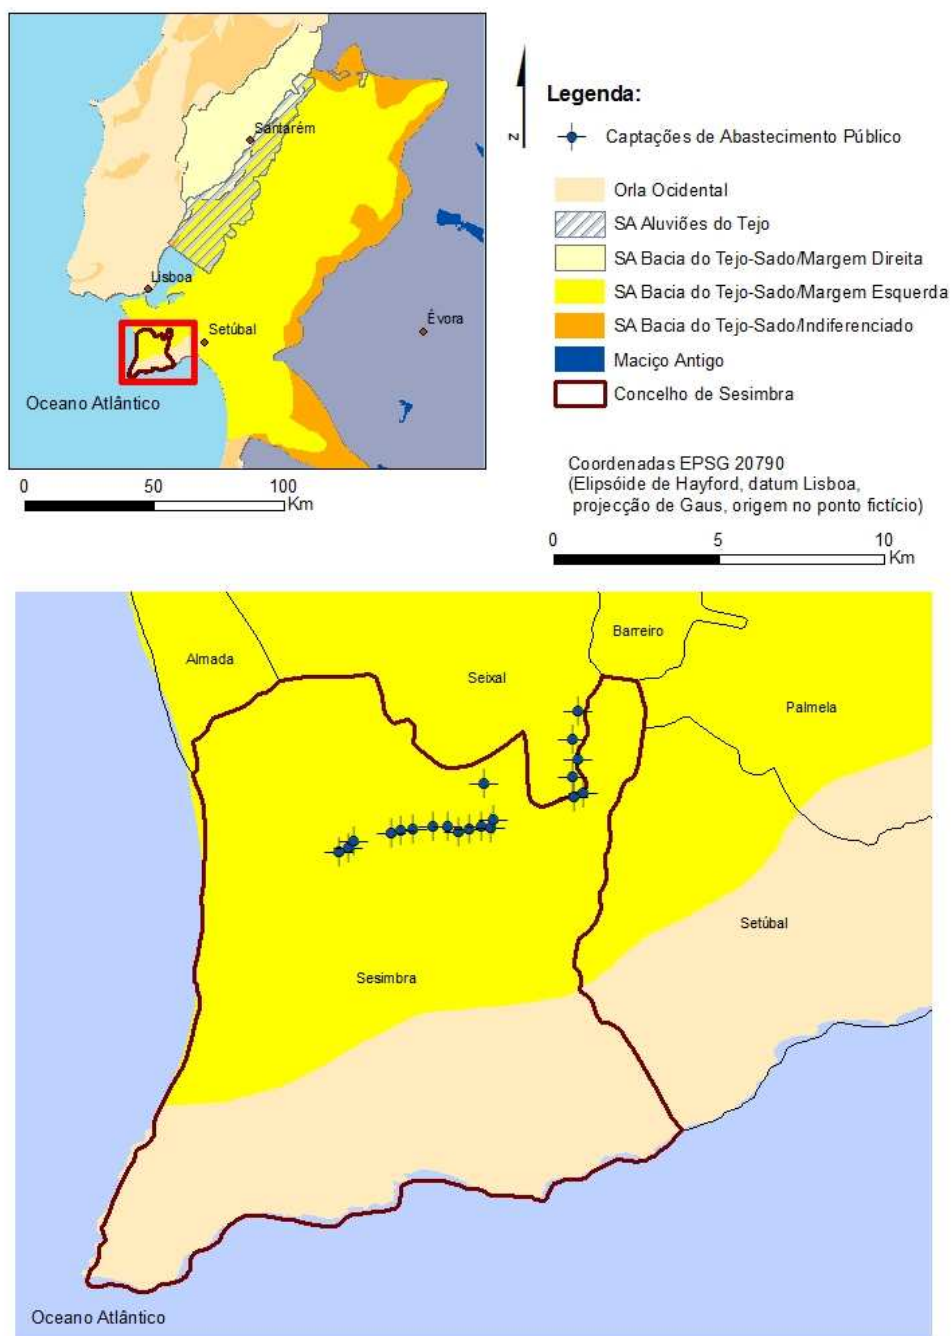 Santarém
Lisboa
Setúbal
Évora
Oceano Atlântico
0 50 100
Km
N
Legenda:
Captações de Abastecimento Público
Orla Ocidental
SA Aluviões do Tejo
SA Bacia do Tejo-Sado/Margem Direita
SA Bacia do Tejo-Sado/Margem Esquerda
SA Bacia do Tejo-Sado/Indiferenciado
Maciço Antigo
Concelho de Sesimbra
Coordenadas EPSG 20790
(Elipsóide de Hayford, datum Lisboa,
projecção de Gaus, origem no ponto fictício)
0 5 10
Km
Barreiro
Almada
Seixal
Palmela
Setúbal
Sesimbra
Oceano Atlântico